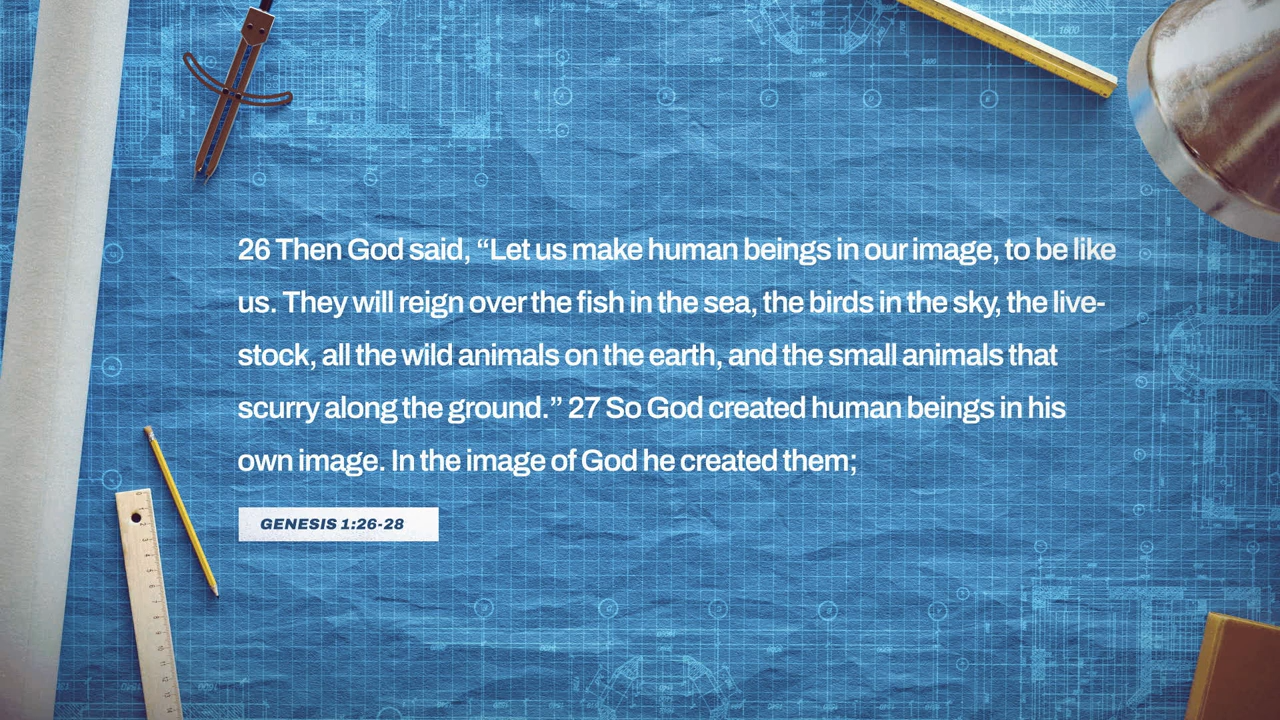 26 Then God said, “Let us make human beings in our image, to be like
us. They will reign over the fish in the sea, the birds in the sky, the live-
stock, all the wild animals on the earth, and the small animals that
scurry along the ground.” 27 So God created human beings in his
own image. In the image of God he created them;
GENESIS 1:26-28